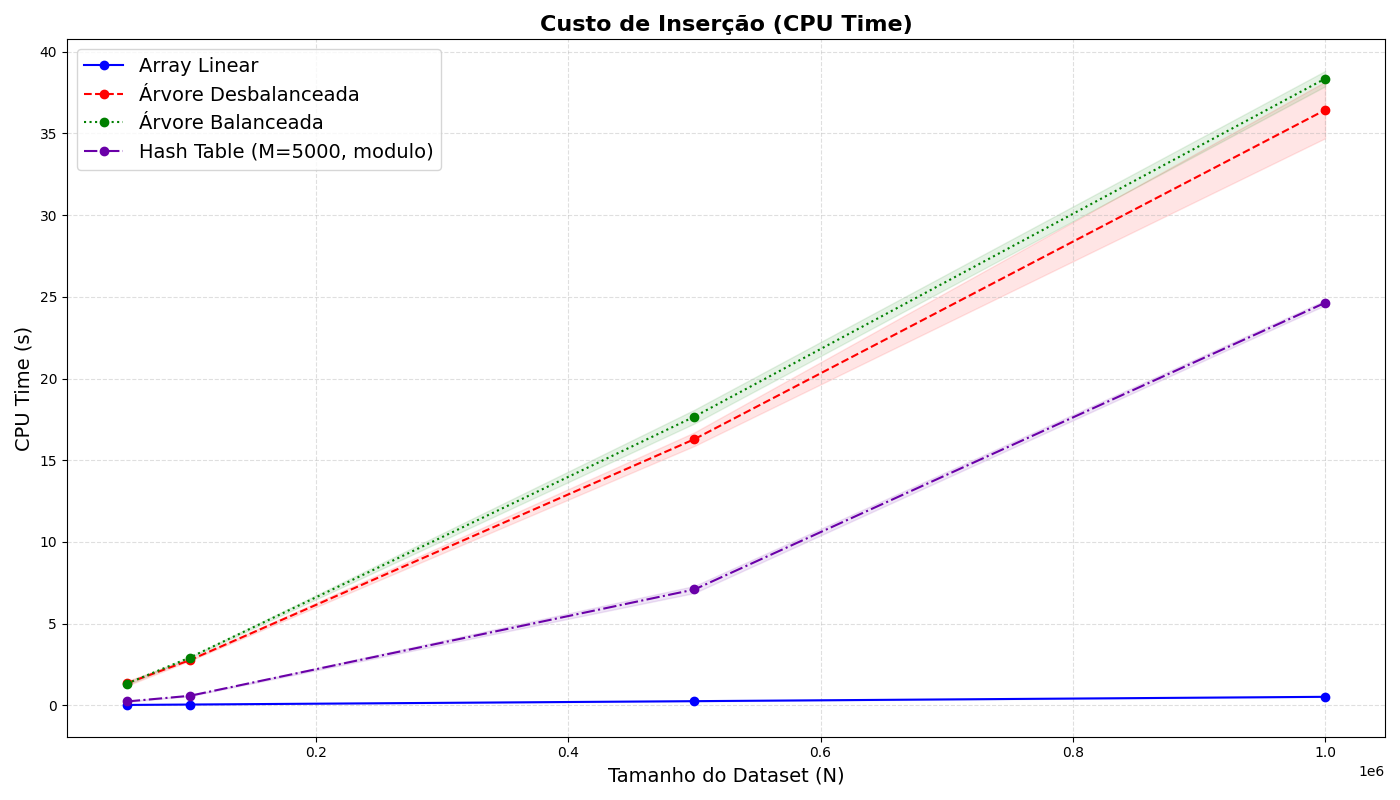 Custo de Inserção (CPU Time)
Array Linear
Árvore Desbalanceada
Árvore Balanceada
Hash Table (M=5000, modulo)
CPU Time (s)
40
35
30
25
20
15
10
5
0
0.2 0.4 0.6 0.8 1.0
1e6
Tamanho do Dataset (N)